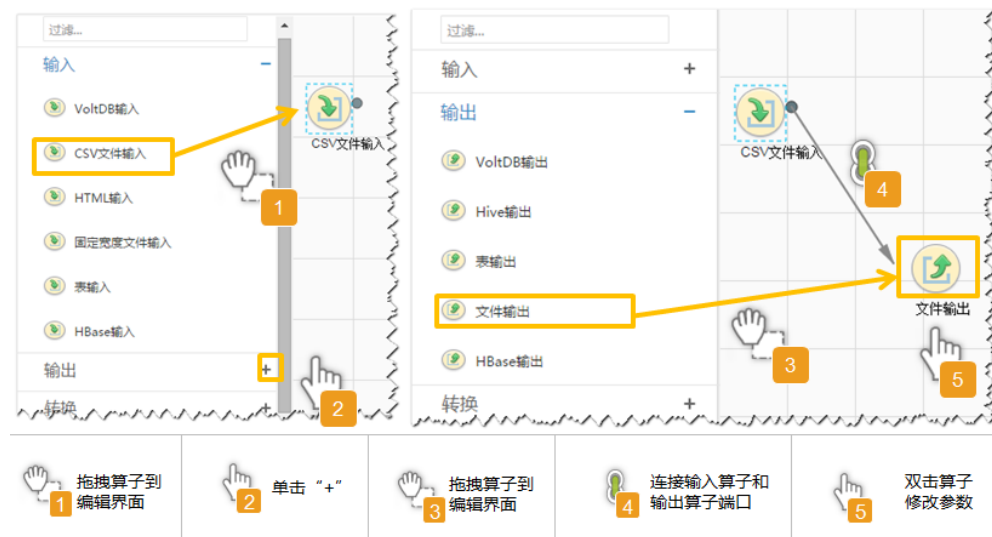 过滤...
输入
−
VoltDB输入
CSV文件输入
HTML输入
固定宽度文件输入
表输入
HBase输入
输出
+
转换
+
CSV文件输入
1
2
过滤...
输入
+
输出
−
VoltDB输出
Hive输出
表输出
文件输出
HBase输出
转换
+
CSV文件输入
4
文件输出
3
5
1
拖拽算子到
编辑界面
2
单击“+”
3
拖拽算子到
编辑界面
4
连接输入算子和
输出算子端口
5
双击算子
修改参数